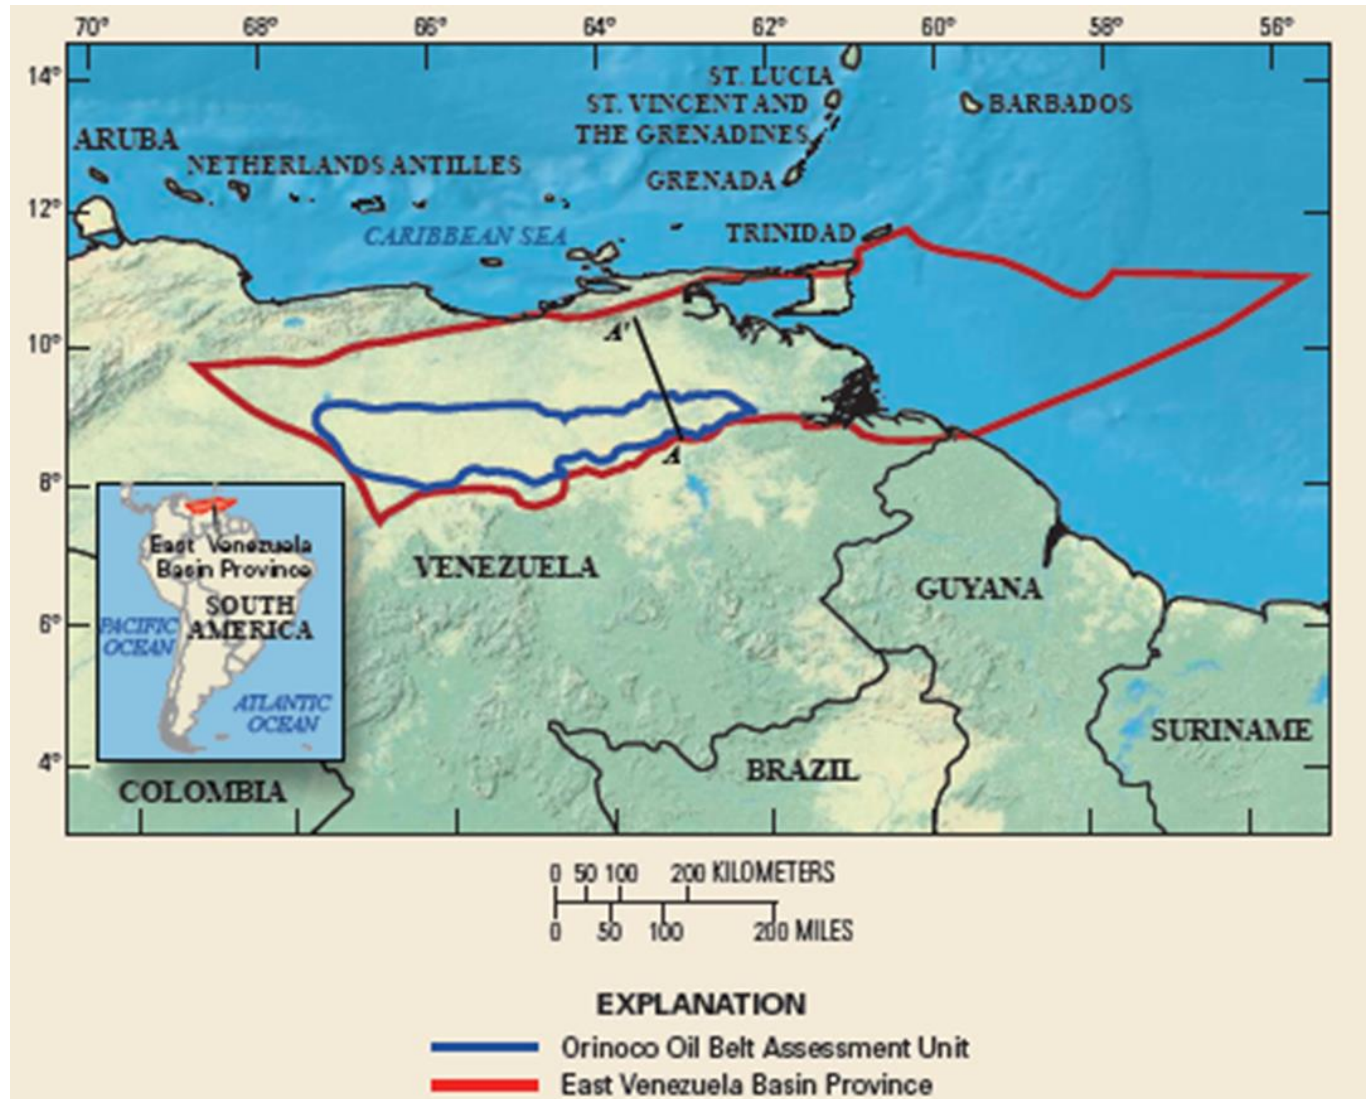 70° 68° 66° 64° 62° 60° 58° 56°
14°
12°
10°
8°
6°
4°
ST. LUCIA
ST. VINCENT AND
THE GRENADINES
BARBADOS
ARUBA
NETHERLANDS ANTILLES
GRENADA
CARIBBEAN SEA
TRINIDAD
A'
A
VENEZUELA
GUYANA
SURINAME
BRAZIL
COLOMBIA
East Venezuela
Basin Province
SOUTH
AMERICA
PACIFIC
OCEAN
ATLANTIC
OCEAN
0 50 100 200 KILOMETERS
0 50 100 200 MILES
EXPLANATION
Orinoco Oil Belt Assessment Unit
East Venezuela Basin Province